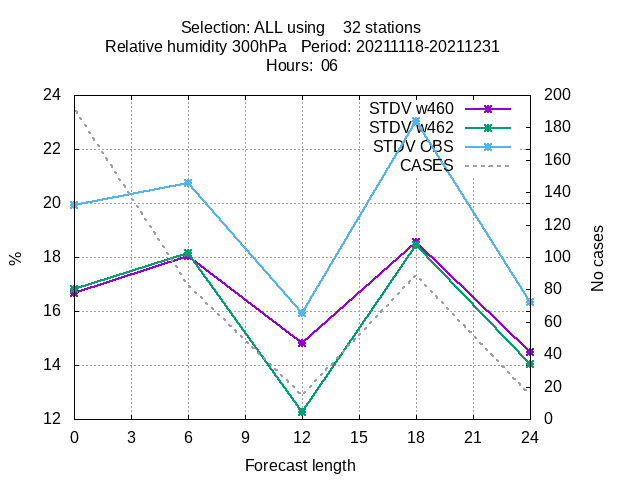 Selection: ALL using    32 stations
Relative humidity 300hPa   Period: 20211118-20211231
Hours:  06
STDV w460
STDV w462
STDV OBS
CASES
24
22
20
18
16
14
12
%
200
180
160
140
120
100
80
60
40
20
0
No cases
0 3 6 9 12 15 18 21 24
Forecast length